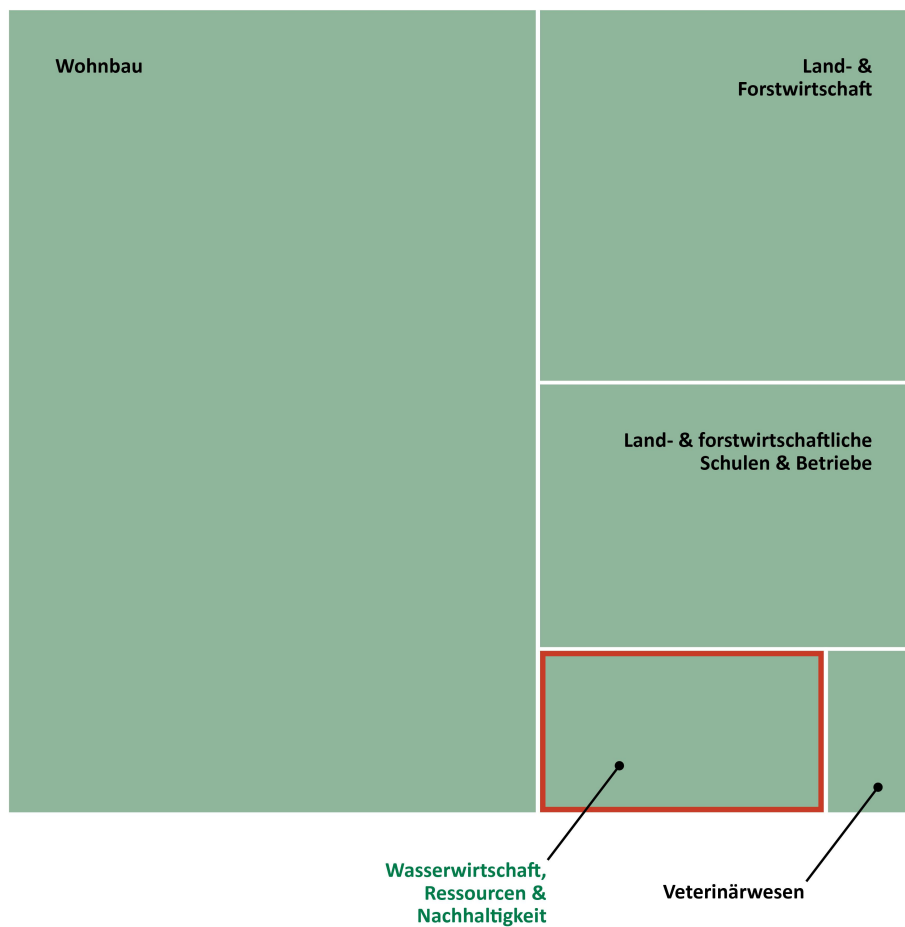 Wohnbau
Land- &
Forstwirtschaft
Land- & forstwirtschaftliche
Schulen & Betriebe
Wasserwirtschaft,
Ressourcen &
Nachhaltigkeit
Veterinärwesen